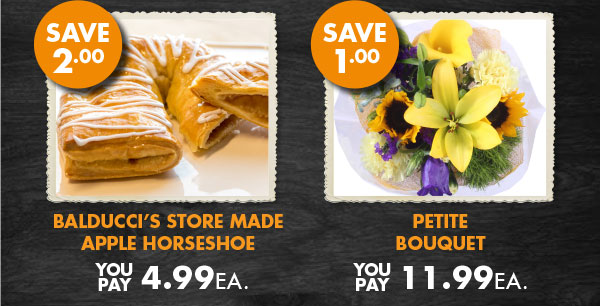 SAVE
2.00
BALDUCCI'S STORE MADE
APPLE HORSESHOE
YOU PAY 4.99EA.
SAVE
1.00
PETITE
BOUQUET
YOU PAY 11.99EA.